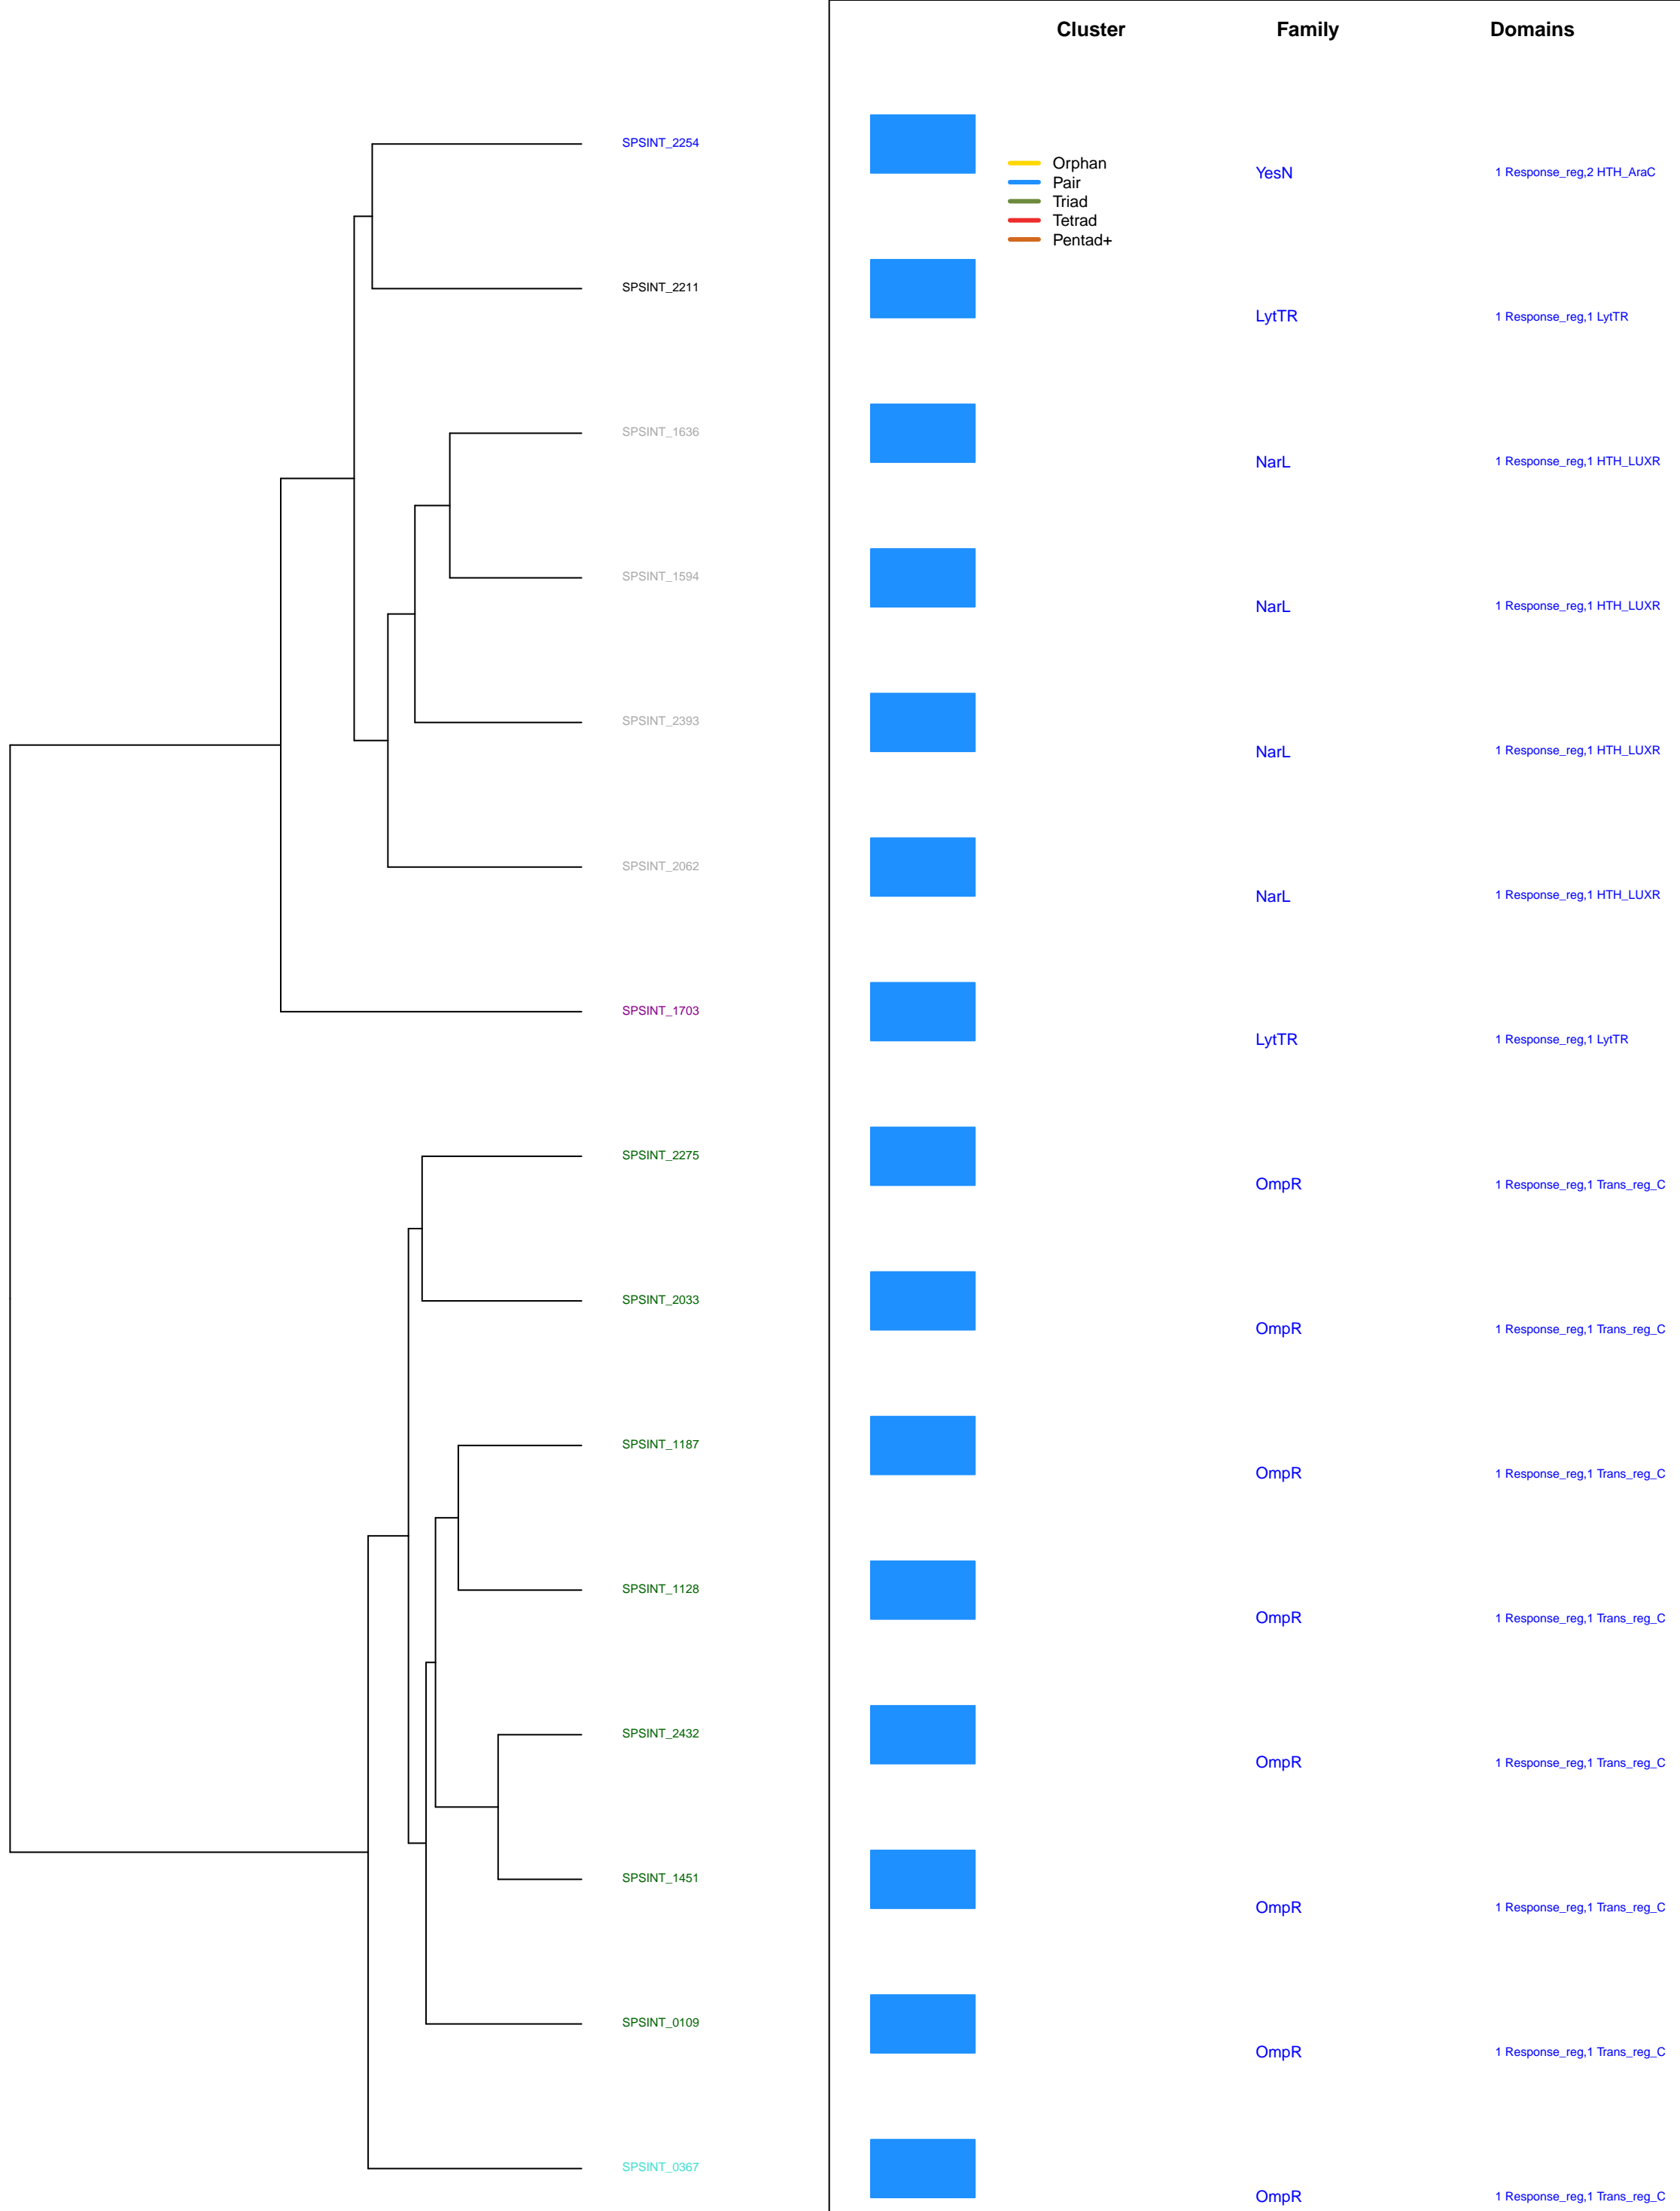 Cluster Family Domains
SPSINT_2254
Orphan
YesN 1 Response_reg,2 HTH_AraC
Pair
Triad
Tetrad
Pentad+
SPSINT_2211
LytTR 1 Response_reg,1 LytTR
SPSINT_1636
NarL 1 Response_reg,1 HTH_LUXR
SPSINT_1594
NarL 1 Response_reg,1 HTH_LUXR
SPSINT_2393
NarL 1 Response_reg,1 HTH_LUXR
SPSINT_2062
NarL 1 Response_reg,1 HTH_LUXR
SPSINT_1703
LytTR 1 Response_reg,1 LytTR
SPSINT_2275
OmpR 1 Response_reg,1 Trans_reg_C
SPSINT_2033
OmpR 1 Response_reg,1 Trans_reg_C
SPSINT_1187
OmpR 1 Response_reg,1 Trans_reg_C
SPSINT_1128
OmpR 1 Response_reg,1 Trans_reg_C
SPSINT_2432
OmpR 1 Response_reg,1 Trans_reg_C
SPSINT_1451
OmpR 1 Response_reg,1 Trans_reg_C
SPSINT_0109
OmpR 1 Response_reg,1 Trans_reg_C
SPSINT_0367
OmpR 1 Response_reg,1 Trans_reg_C